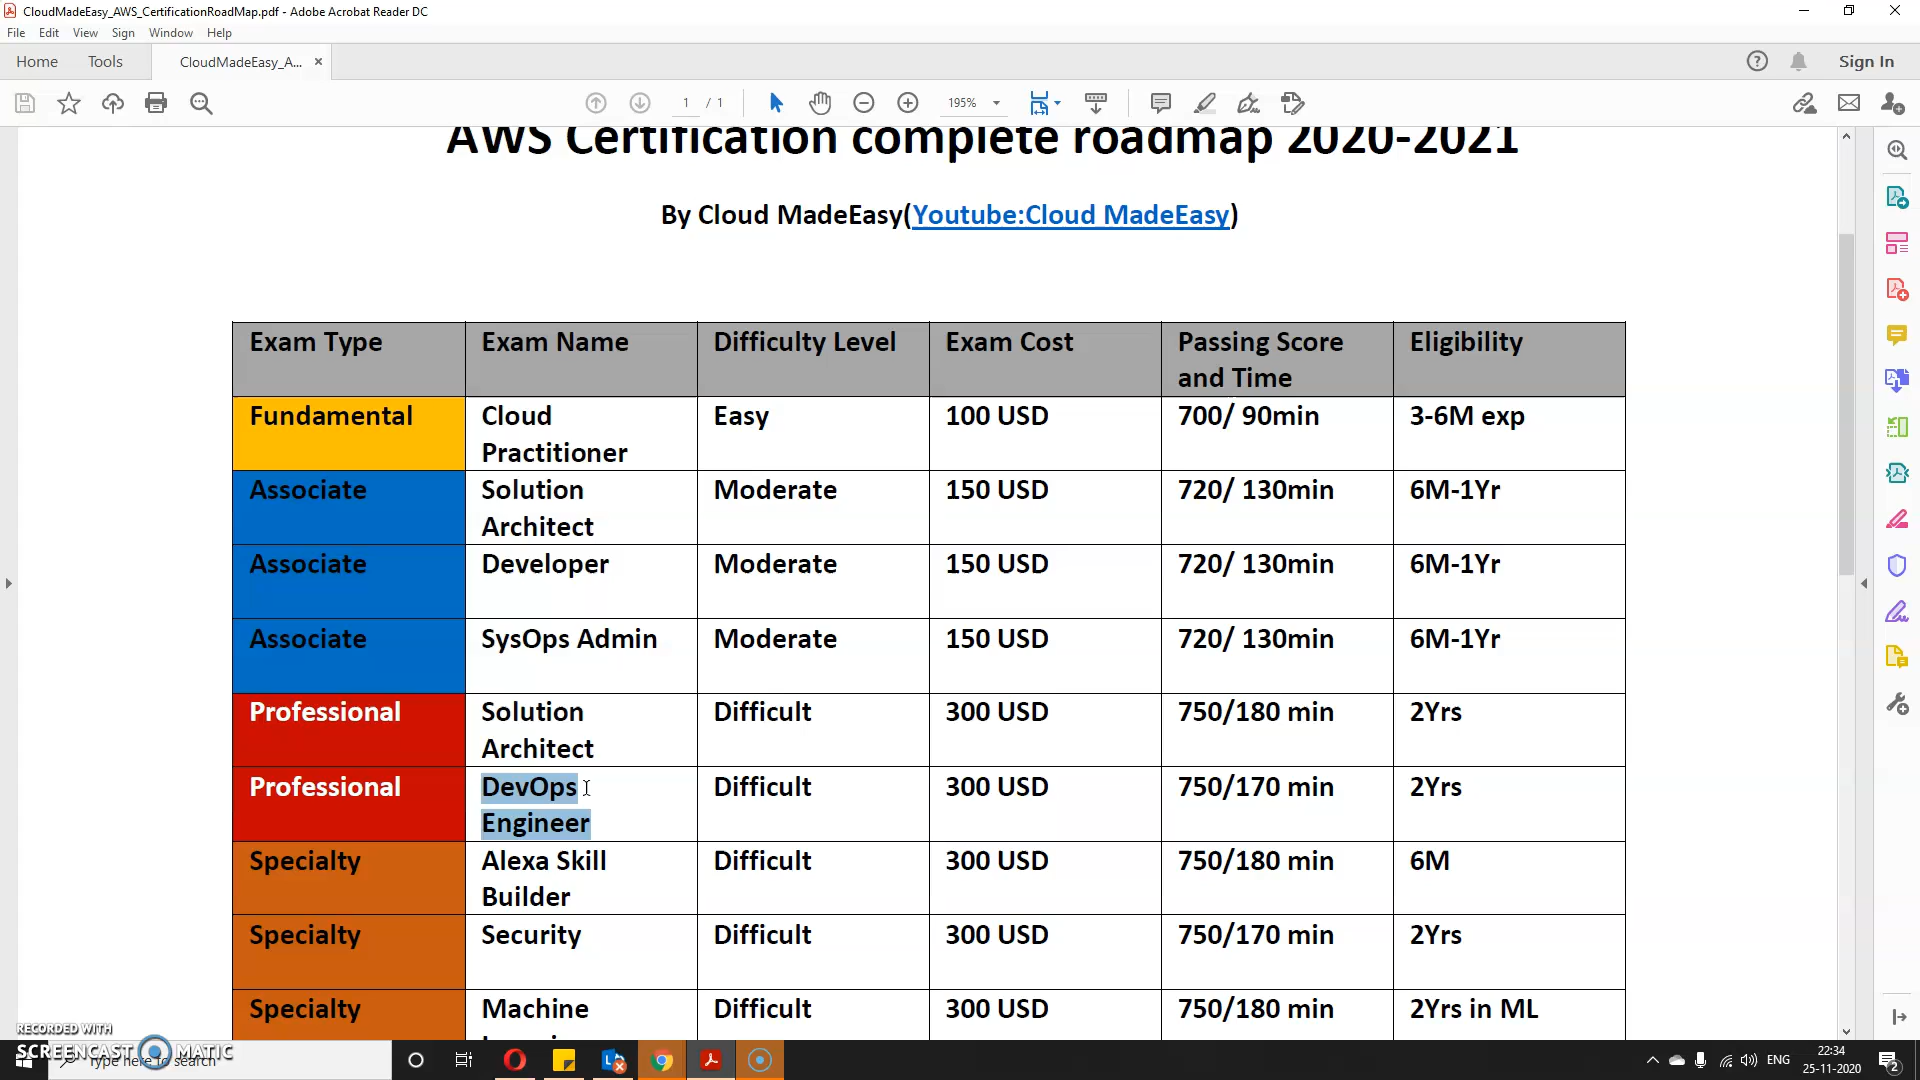 CloudMadeEasy_AWS_CertificationRoadMap.pdf - Adobe Acrobat Reader DC
File Edit View Sign Window Help
Home Tools CloudMadeEasy_A... × Sign In
1 / 1 195%
AWS Certification complete roadmap 2020-2021
By Cloud MadeEasy(Youtube:Cloud MadeEasy)
Exam Type Exam Name Difficulty Level Exam Cost Passing Score Eligibility
and Time
Fundamental Cloud Easy 100 USD 700/ 90min 3-6M exp
Practitioner
Associate Solution Moderate 150 USD 720/ 130min 6M-1Yr
Architect
Associate Developer Moderate 150 USD 720/ 130min 6M-1Yr
Associate SysOps Admin Moderate 150 USD 720/ 130min 6M-1Yr
Professional Solution Difficult 300 USD 750/180 min 2Yrs
Architect
Professional DevOps Difficult 300 USD 750/170 min 2Yrs
Engineer
Specialty Alexa Skill Difficult 300 USD 750/180 min 6M
Builder
Specialty Security Difficult 300 USD 750/170 min 2Yrs
Specialty Machine Difficult 300 USD 750/180 min 2Yrs in ML
RECORDED WITH
SCREENCAST MATIC
Type here to search
ENG 22:34
25-11-2020 2